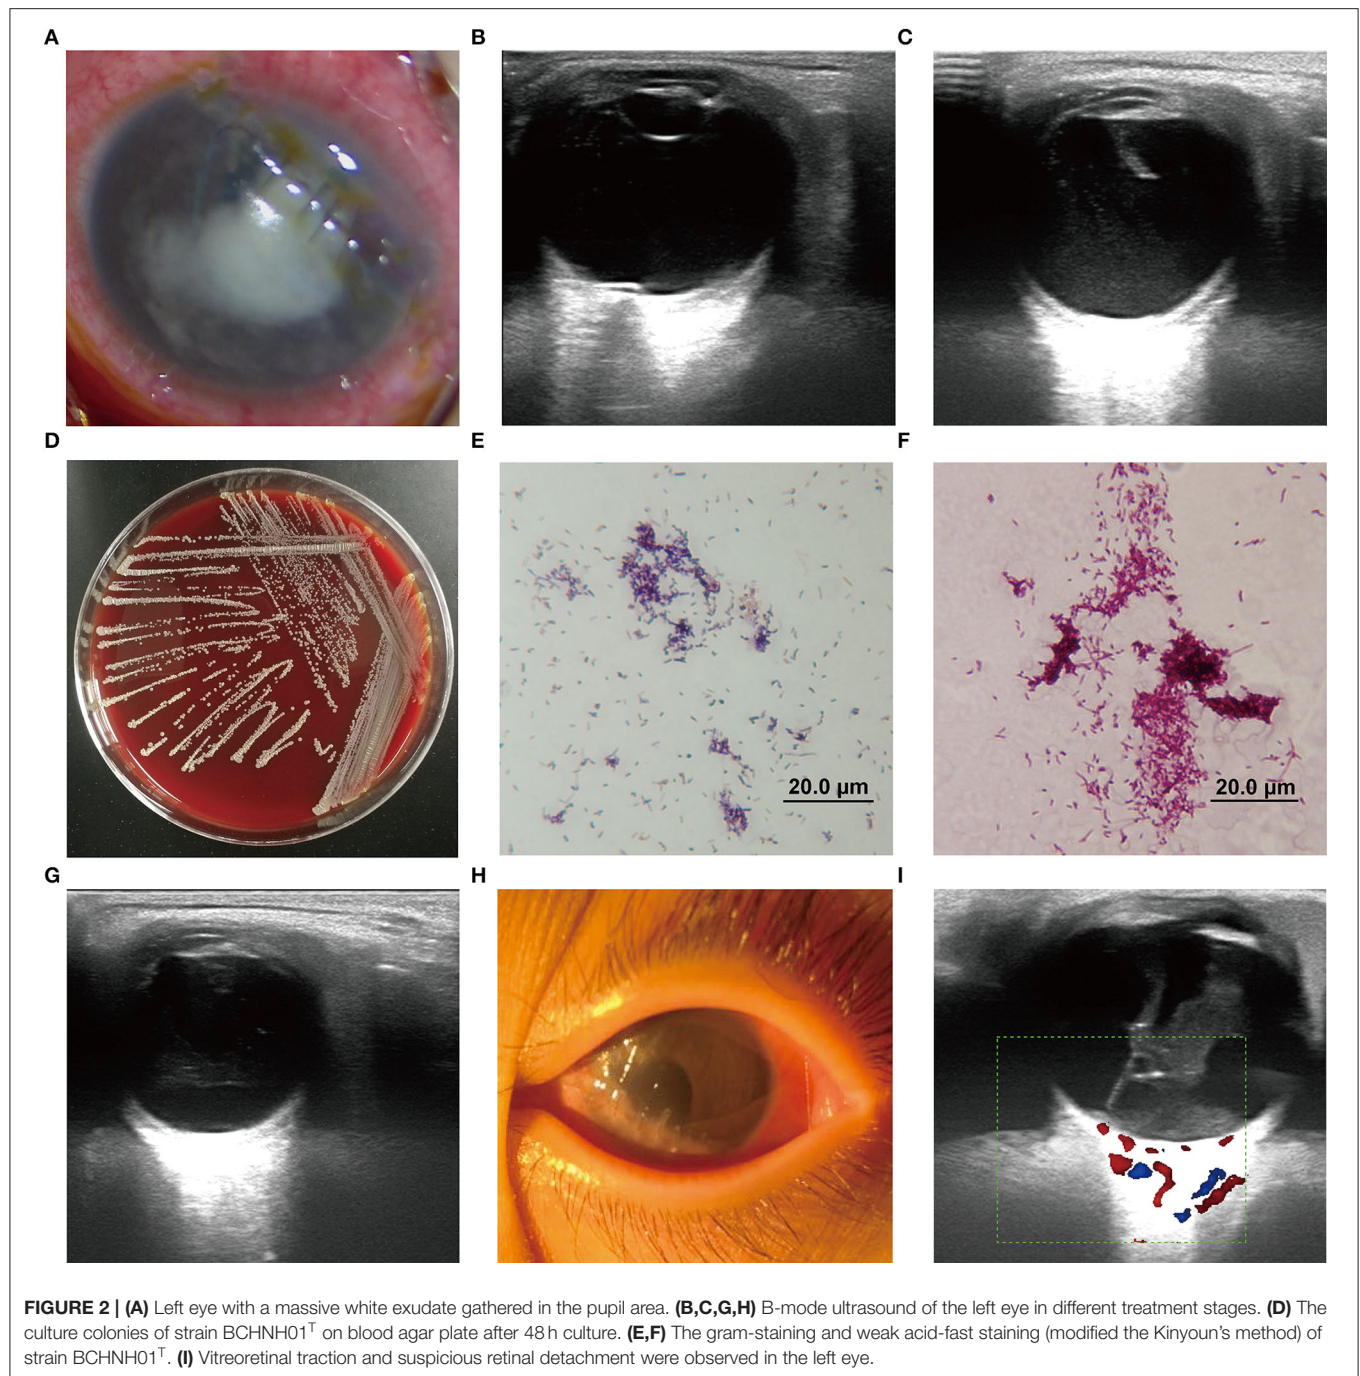 A
B
C
D
E
F
20.0 µm
20.0 µm
G
H
I
FIGURE 2 | (A) Left eye with a massive white exudate gathered in the pupil area. (B,C,G,H) B-mode ultrasound of the left eye in different treatment stages. (D) The
culture colonies of strain BCHNH01ᵀ on blood agar plate after 48 h culture. (E,F) The gram-staining and weak acid-fast staining (modified the Kinyoun's method) of
strain BCHNH01ᵀ. (I) Vitreoretinal traction and suspicious retinal detachment were observed in the left eye.